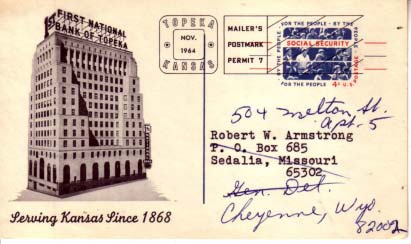 1st FIRST NATIONAL
BANK OF TOPEKA
Serving Kansas Since 1868
TOPEKA
NOV.
1964
KANSAS
MAILER'S
POSTMARK
PERMIT 7
FOR THE PEOPLE - BY THE
PEOPLE
FOR THE PEOPLE
SOCIAL SECURITY
4¢ U.S. POSTAGE
504 Melton St.
Apt. 5
Robert W. Armstrong
P. O. Box 685
Sedalia, Missouri
65302
Gen. Del.
Cheyenne, Wyo.
82002